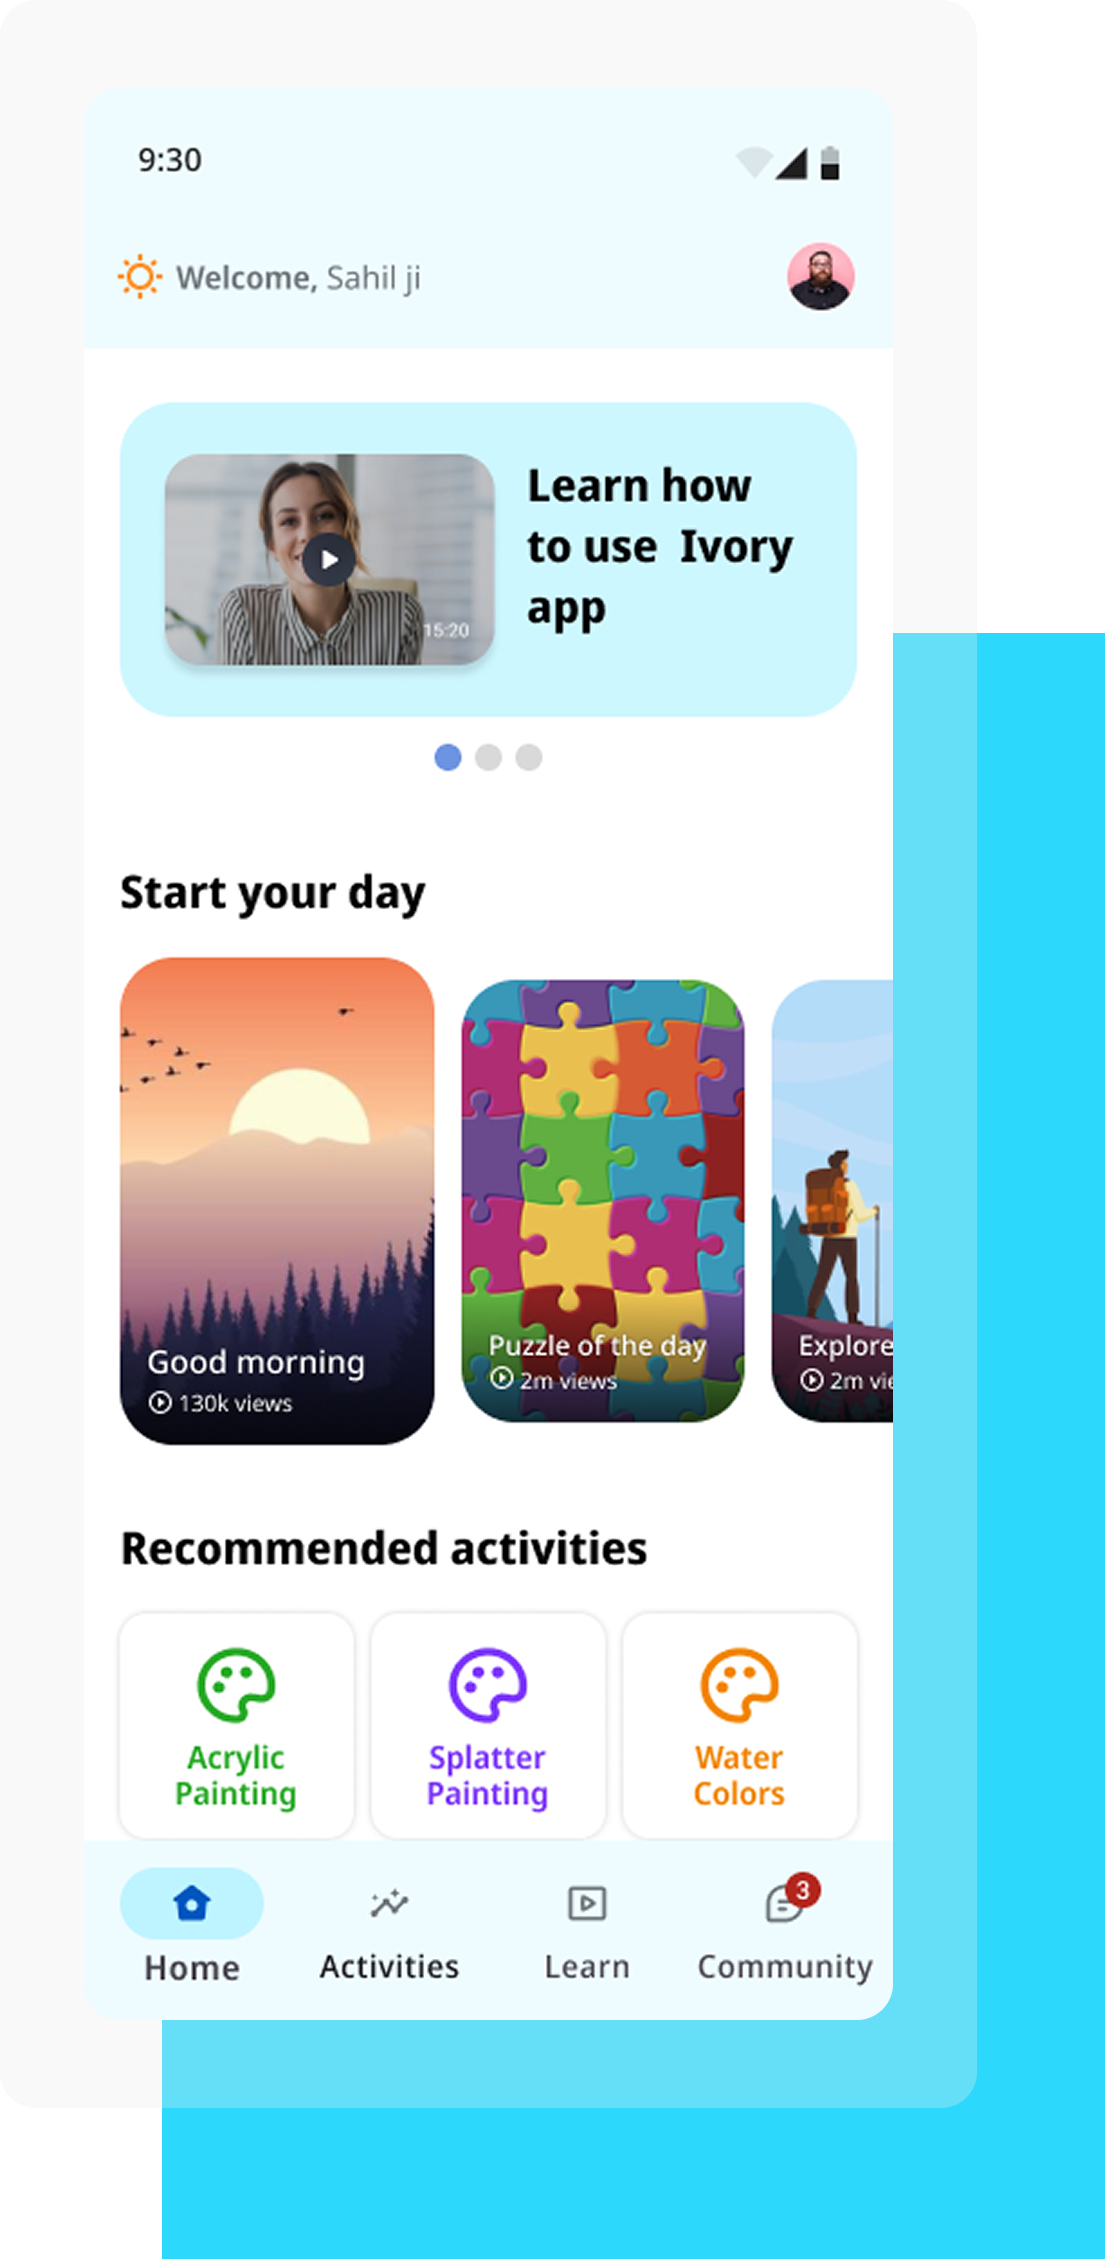 9:30
Welcome, Sahil ji
Learn how
to use Ivory
app
15:20
Start your day
Good morning
130k views
Puzzle of the day
2m views
Explore
2m vie
Recommended activities
Acrylic
Painting
Splatter
Painting
Water
Colors
3
Home
Activities
Learn
Community